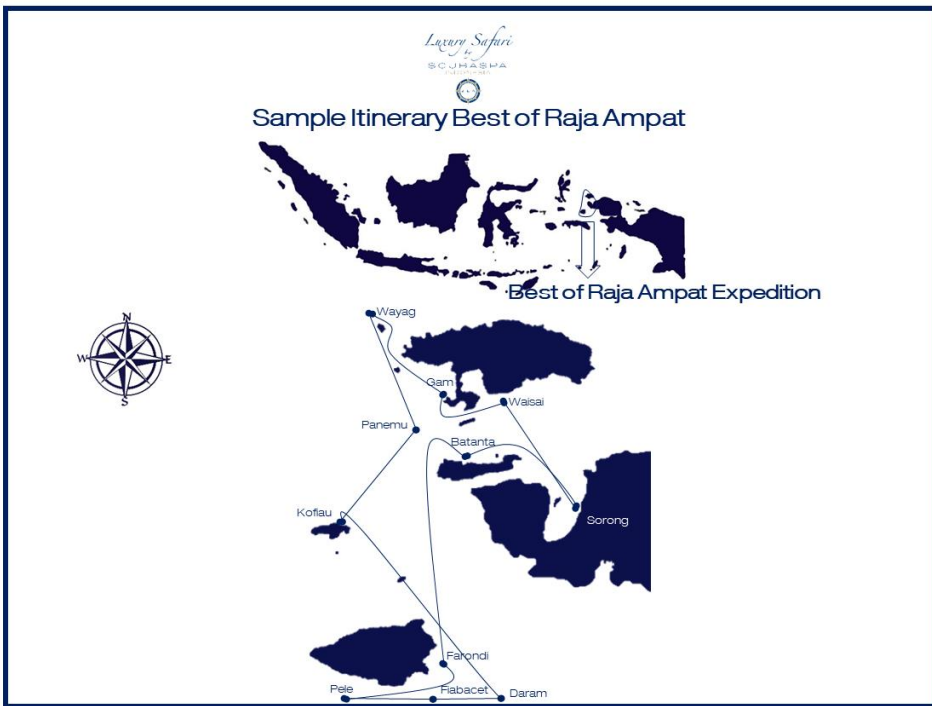 Luxury Safari
by
SCUBASPA
Sample Itinerary Best of Raja Ampat
Best of Raja Ampat Expedition
N
W
E
S
Wayag
Gam
Waisai
Panemu
Batanta
Kofiau
Sorong
Farondi
Pele
Fiabacet
Daram